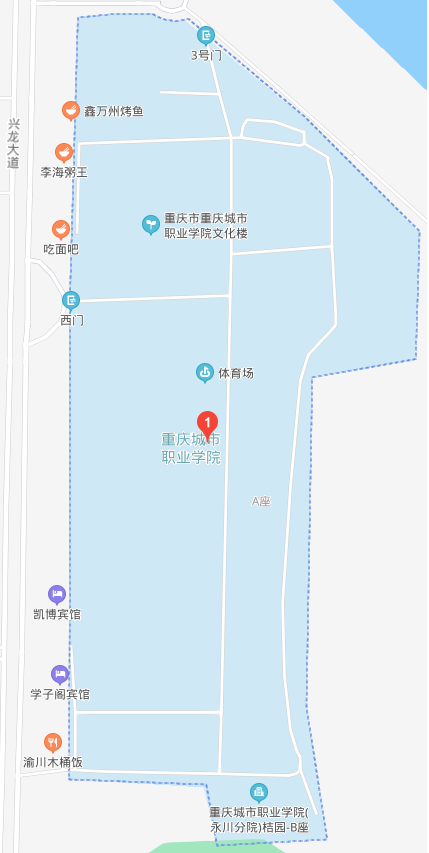 3号门
鑫万州烤鱼
兴龙大道
李海粥王
重庆市重庆城市
职业学院文化楼
吃面吧
西门
体育场
1
重庆城市
职业学院
A座
凯博宾馆
学子阁宾馆
渝川木桶饭
重庆城市职业学院(
永川分院)桔园-B座